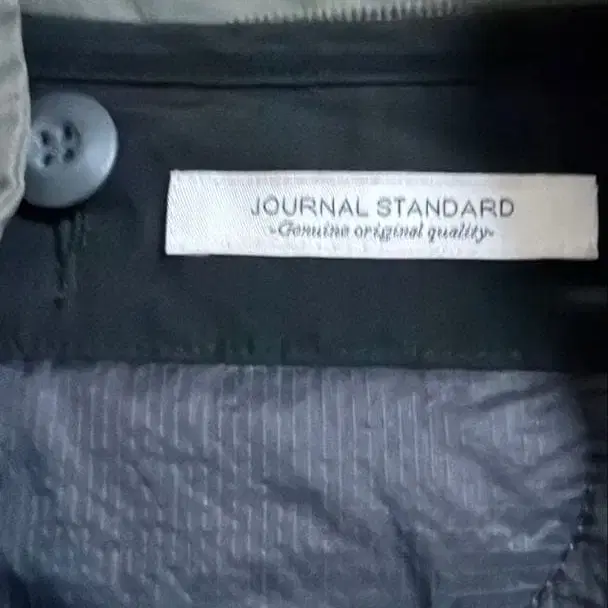 JOURNAL STANDARD
~Genuine original quality~